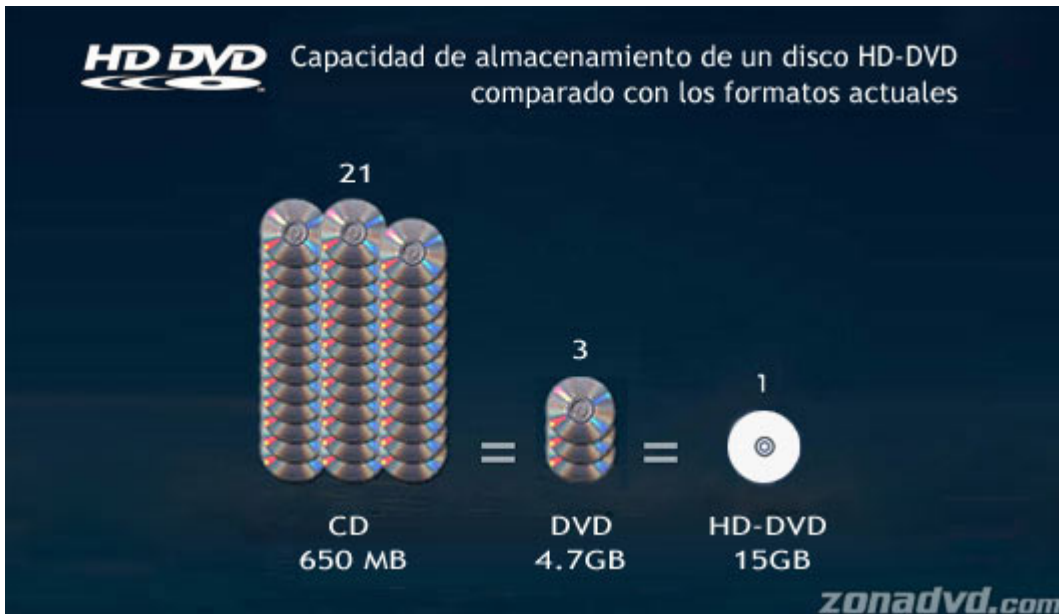 HD DVD
Capacidad de almacenamiento de un disco HD-DVD
comparado con los formatos actuales
21
3
1
= =
CD DVD HD-DVD
650 MB 4.7GB 15GB
zonadvd.com